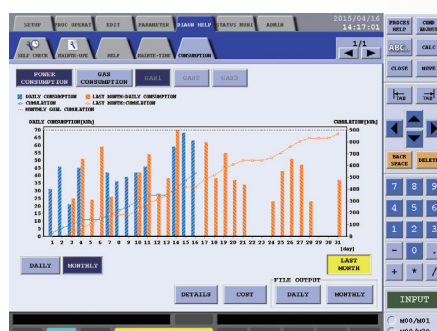 SETUP PROC OPERAT EDIT PARAMETER DIAGN HELP STATUS MONI ADMIN
2015/04/16
14:17:01
SELF CHECK MAINTE-OPE HELP MAINTE-TIME CONSUMPTION
1/1
POWER CONSUMPTION GAS CONSUMPTION GAS1 GAS2 GAS3
DAILY CONSUMPTION LAST MONTH:DAILY CONSUMPTION
CUMULATION LAST MONTH:CUMULATION
MONTHLY GOAL CUMULATION
DAILY CONSUMPTION[kWh] CUMULATION[kWh]
70 900
65
60 800
55 700
50 600
45
40 500
35 400
30
25 300
20
15 200
10 100
5
0 0
1 2 3 4 5 6 7 8 9 10 11 12 13 14 15 16 17 18 19 20 21 22 23 24 25 26 27 28 29 30 31
[day]
DAILY MONTHLY
LAST MONTH
FILE OUTPUT
DETAILS COST DAILY MONTHLY
PROCES HELP COND ADJUST
ABC.. CALC
CLOSE MOVE
TAB TAB
BACK SPACE DELETE
7 8 9
4 5 6
1 2 3
- 0 .
+ * /
INPUT
M00/M01